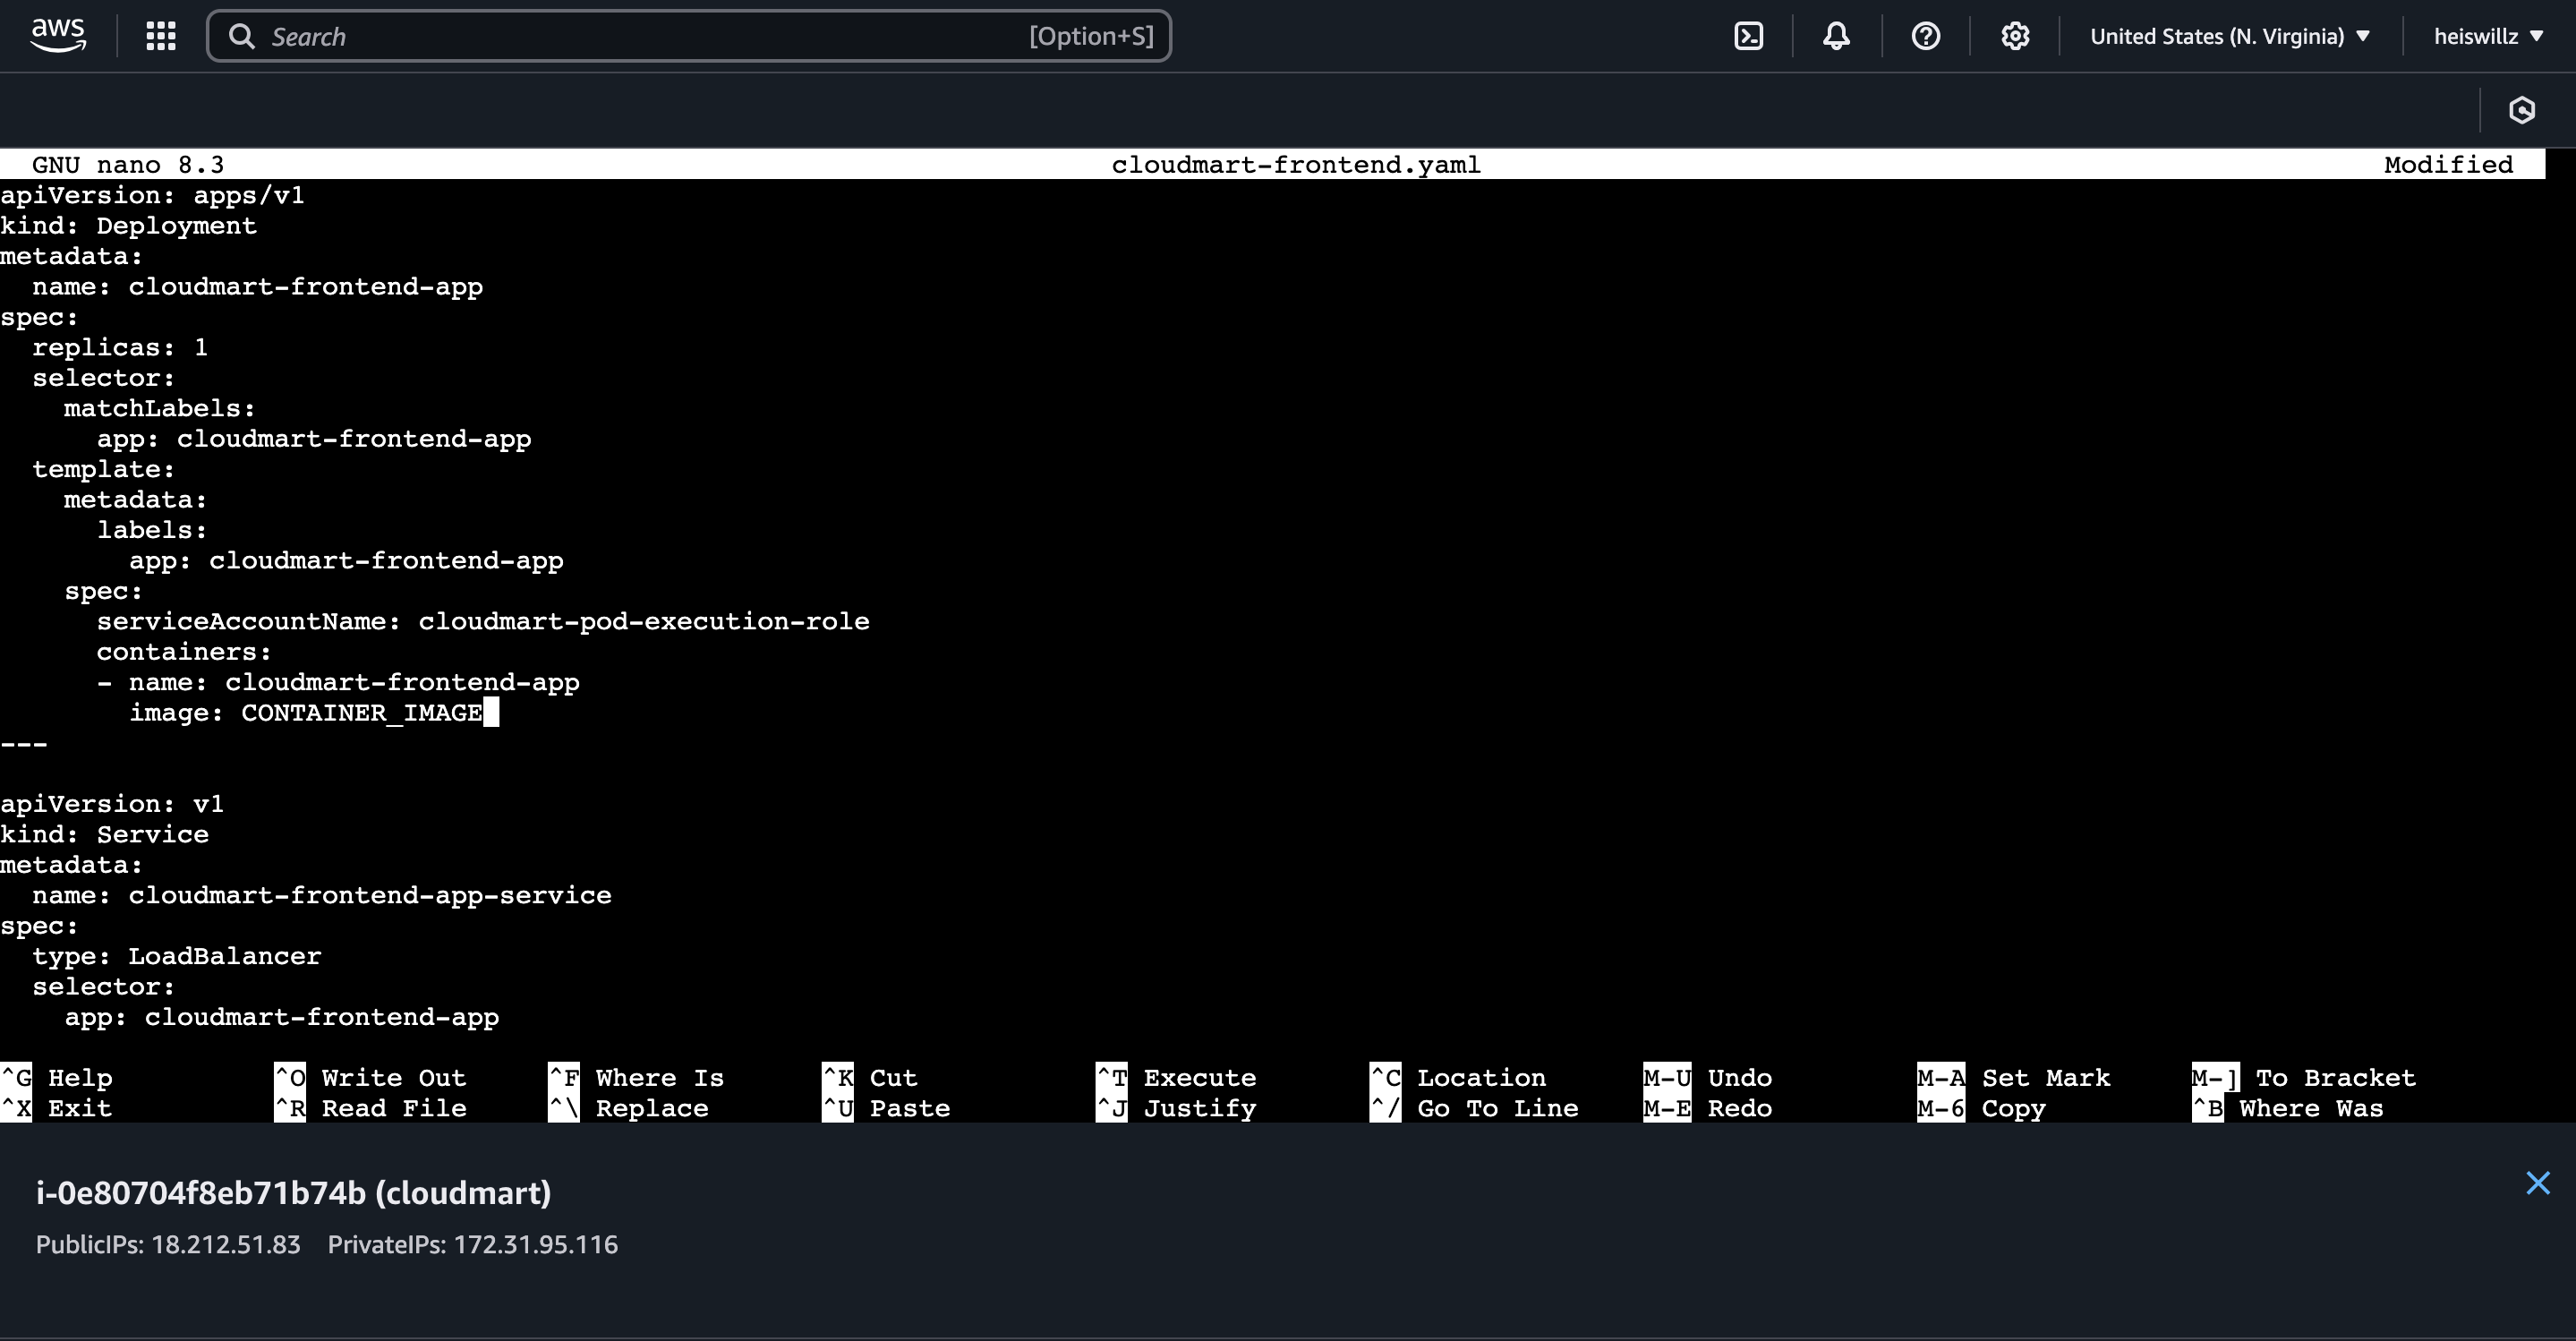 aws
Search [Option+S]
United States (N. Virginia)
heiswillz
GNU nano 8.3 cloudmart-frontend.yaml Modified
apiVersion: apps/v1
kind: Deployment
metadata:
  name: cloudmart-frontend-app
spec:
  replicas: 1
  selector:
    matchLabels:
      app: cloudmart-frontend-app
  template:
    metadata:
      labels:
        app: cloudmart-frontend-app
    spec:
      serviceAccountName: cloudmart-pod-execution-role
      containers:
      - name: cloudmart-frontend-app
        image: CONTAINER_IMAGE
---

apiVersion: v1
kind: Service
metadata:
  name: cloudmart-frontend-app-service
spec:
  type: LoadBalancer
  selector:
    app: cloudmart-frontend-app
^G Help ^O Write Out ^F Where Is ^K Cut ^T Execute ^C Location M-U Undo M-A Set Mark M-] To Bracket
^X Exit ^R Read File ^\ Replace ^U Paste ^J Justify ^/ Go To Line M-E Redo M-6 Copy ^B Where Was
i-0e80704f8eb71b74b (cloudmart)
PublicIPs: 18.212.51.83 PrivateIPs: 172.31.95.116